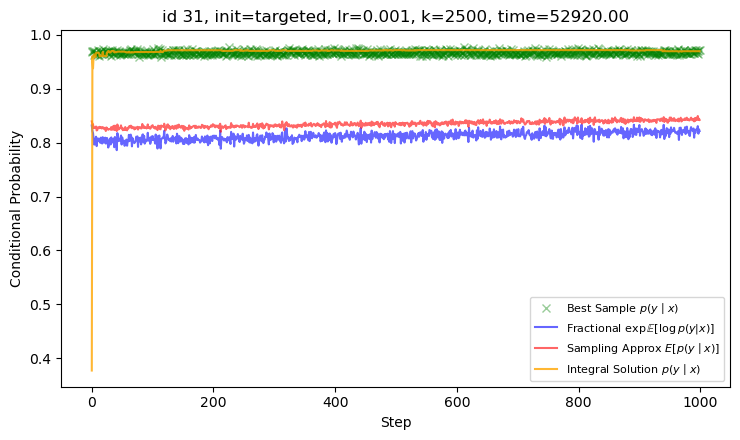 id 31, init=targeted, lr=0.001, k=2500, time=52920.00
1.0
0.9
0.8
0.7
0.6
0.5
0.4
Conditional Probability
Best Sample p(y | x)
Fractional exp𝔼[log p(y|x)]
Sampling Approx E[p(y | x)]
Integral Solution p(y | x)
0 200 400 600 800 1000
Step